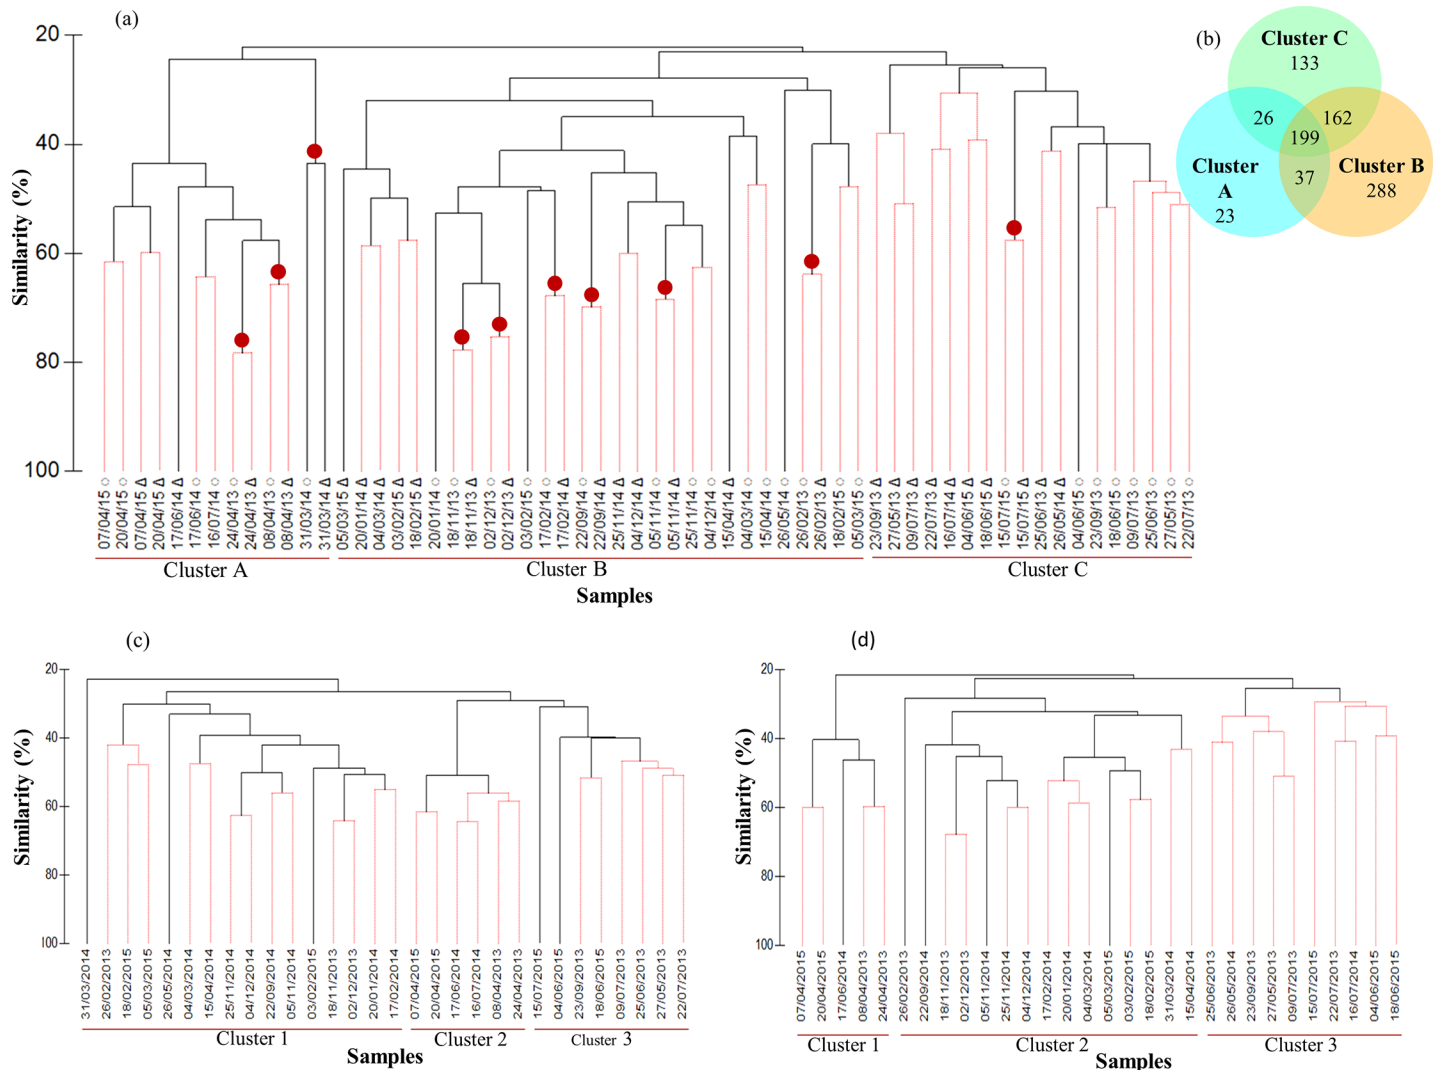 (a)
20
40
60
80
100
Similarity (%)
07/04/15 ○
20/04/15 ○
07/04/15 Δ
20/04/15 Δ
17/06/14 Δ
17/06/14 ○
16/07/14 ○
24/04/13 ○
24/04/13 Δ
08/04/13 ○
08/04/13 Δ
31/03/14 ○
31/03/14 Δ
05/03/15 Δ
20/01/14 Δ
04/03/14 Δ
03/02/15 Δ
18/02/15 Δ
20/01/14 ○
18/11/13 ○
18/11/13 Δ
02/12/13 ○
02/12/13 Δ
03/02/15 ○
17/02/14 ○
17/02/14 Δ
22/09/14 ○
22/09/14 Δ
25/11/14 Δ
04/12/14 Δ
05/11/14 ○
05/11/14 Δ
25/11/14 ○
04/12/14 ○
15/04/14 Δ
04/03/14 ○
15/04/14 ○
26/05/14 ○
26/02/13 ○
26/02/13 Δ
18/02/15 ○
05/03/15 ○
23/09/13 Δ
27/05/13 Δ
09/07/13 Δ
22/07/13 Δ
16/07/14 Δ
04/06/15 Δ
18/06/15 Δ
15/07/15 ○
15/07/15 Δ
25/06/13 Δ
26/05/14 Δ
04/06/15 ○
23/09/13 ○
18/06/15 ○
09/07/13 ○
25/06/13 ○
27/05/13 ○
22/07/13 ○
Cluster A
Cluster B
Cluster C
Samples
(b)
Cluster C
133
26
162
199
Cluster
A
23
37
Cluster B
288
(c)
20
40
60
80
100
Similarity (%)
31/03/2014
26/02/2013
18/02/2015
05/03/2015
26/05/2014
04/03/2014
15/04/2014
25/11/2014
04/12/2014
22/09/2014
05/11/2014
03/02/2015
18/11/2013
02/12/2013
20/01/2014
17/02/2014
07/04/2015
20/04/2015
17/06/2014
16/07/2014
08/04/2013
24/04/2013
15/07/2015
04/06/2015
23/09/2013
18/06/2015
09/07/2013
25/06/2013
27/05/2013
22/07/2013
Cluster 1
Cluster 2
Cluster 3
Samples
(d)
20
40
60
80
100
Similarity (%)
07/04/2015
20/04/2015
17/06/2014
08/04/2013
24/04/2013
26/02/2013
22/09/2014
18/11/2013
02/12/2013
05/11/2014
25/11/2014
04/12/2014
17/02/2014
20/01/2014
04/03/2014
05/03/2015
03/02/2015
18/02/2015
31/03/2014
15/04/2014
25/06/2013
26/05/2014
23/09/2013
27/05/2013
09/07/2013
15/07/2015
22/07/2013
16/07/2014
04/06/2015
18/06/2015
Cluster 1
Cluster 2
Cluster 3
Samples